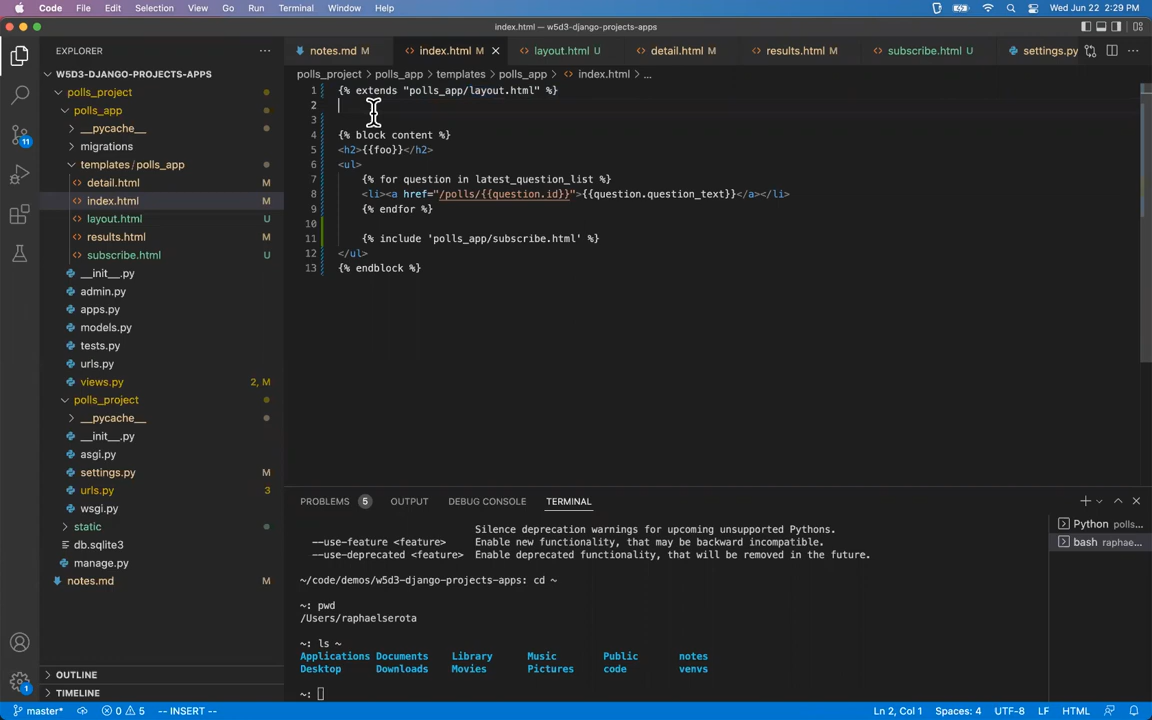 Code File Edit Selection View Go Run Terminal Window Help Wed Jun 22 2:29 PM
index.html — w5d3-django-projects-apps
EXPLORER
notes.md M index.html M layout.html U detail.html M results.html M subscribe.html U settings.py
polls_project polls_app templates polls_app index.html ...
W5D3-DJANGO-PROJECTS-APPS
polls_project
polls_app
__pycache__
migrations
templates / polls_app
detail.html M
index.html M
layout.html U
results.html M
subscribe.html U
__init__.py
admin.py
apps.py
models.py
tests.py
urls.py
views.py 2, M
polls_project
__pycache__
__init__.py
asgi.py
settings.py M
urls.py 3
wsgi.py
static
db.sqlite3
manage.py
notes.md M
OUTLINE
TIMELINE
1 {% extends "polls_app/layout.html" %}
2
3
4 {% block content %}
5 <h2>{{foo}}</h2>
6 <ul>
7 {% for question in latest_question_list %}
8 <li><a href="/polls/{{question.id}}">{{question.question_text}}</a></li>
9 {% endfor %}
10
11 {% include 'polls_app/subscribe.html' %}
12 </ul>
13 {% endblock %}
PROBLEMS 5 OUTPUT DEBUG CONSOLE TERMINAL
Silence deprecation warnings for upcoming unsupported Pythons.
--use-feature <feature> Enable new functionality, that may be backward incompatible.
--use-deprecated <feature> Enable deprecated functionality, that will be removed in the future.
~/code/demos/w5d3-django-projects-apps: cd ~
~: pwd
/Users/raphaelserota
~: ls ~
Applications Documents Library Music Public notes
Desktop Downloads Movies Pictures code venvs
~:
Python polls...
bash raphae...
1
master* 0 5 -- INSERT -- Ln 2, Col 1 Spaces: 4 UTF-8 LF HTML